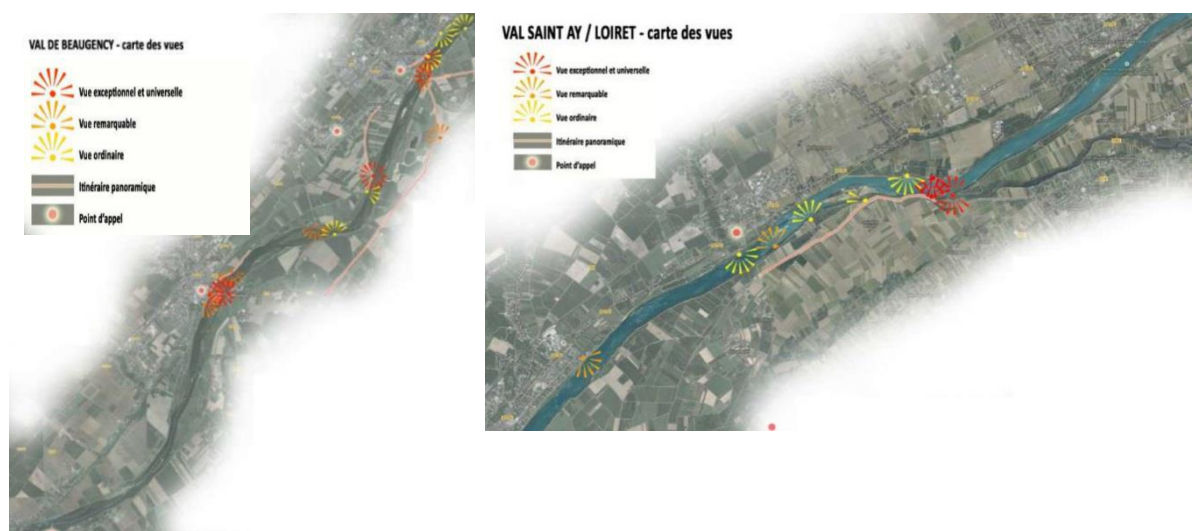 VAL DE BEAUGENCY - carte des vues
Vue exceptionnel et universelle
Vue remarquable
Vue ordinaire
Itinéraire panoramique
Point d'appel
VAL SAINT AY / LOIRET - carte des vues
Vue exceptionnel et universelle
Vue remarquable
Vue ordinaire
Itinéraire panoramique
Point d'appel